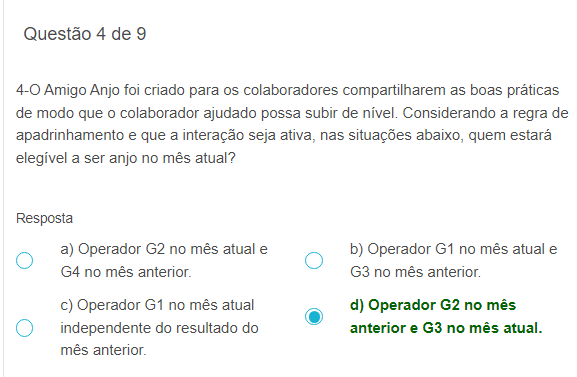 Questão 4 de 9
4-O Amigo Anjo foi criado para os colaboradores compartilharem as boas práticas
de modo que o colaborador ajudado possa subir de nível. Considerando a regra de
apadrinhamento e que a interação seja ativa, nas situações abaixo, quem estará
elegível a ser anjo no mês atual?
Resposta
a) Operador G2 no mês atual e
G4 no mês anterior.
b) Operador G1 no mês atual e
G3 no mês anterior.
c) Operador G1 no mês atual
independente do resultado do
mês anterior.
d) Operador G2 no mês
anterior e G3 no mês atual.